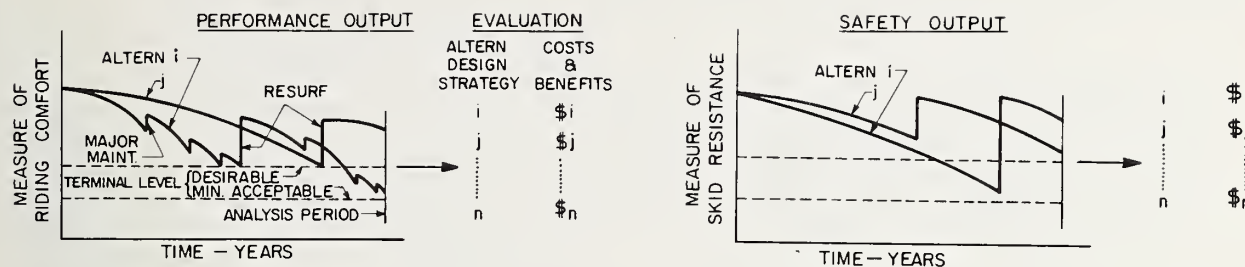 PERFORMANCE OUTPUT
MEASURE OF
RIDING COMFORT
ALTERN i
j
RESURF
MAJOR
MAINT.
TERMINAL LEVEL
DESIRABLE
MIN. ACCEPTABLE
ANALYSIS PERIOD
TIME — YEARS
EVALUATION
ALTERN COSTS
DESIGN &
STRATEGY BENEFITS
i $i
j $j
n $n
SAFETY OUTPUT
MEASURE OF
SKID RESISTANCE
ALTERN i
j
TIME — YEARS
i $
j $
n $n